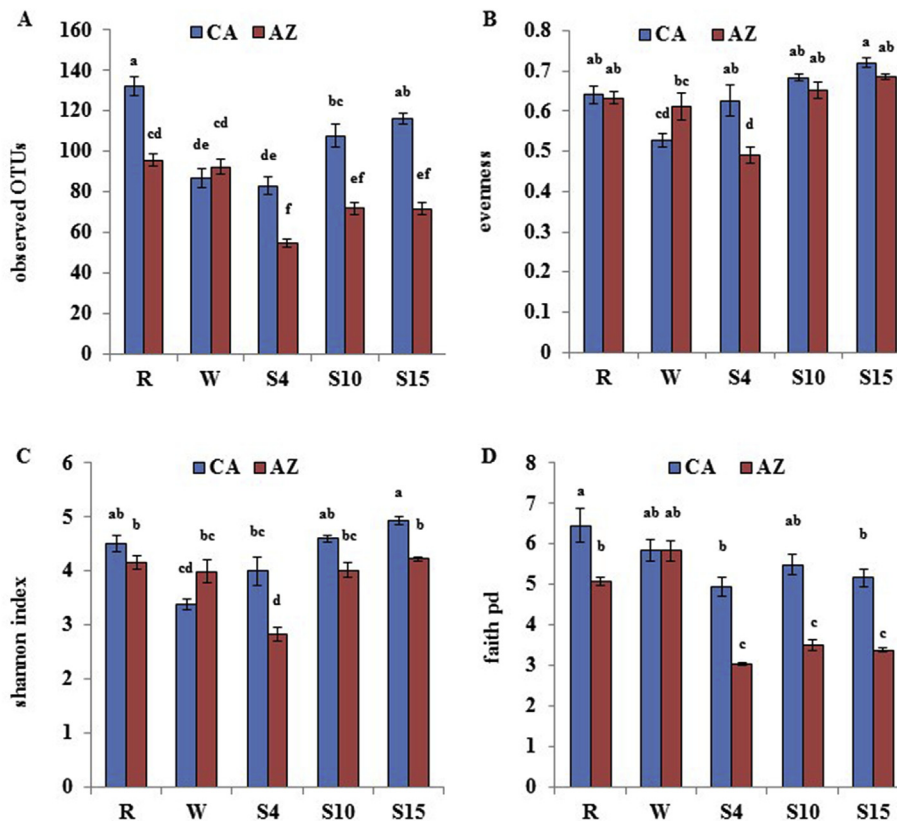 A
CA AZ
160
140
120
100
80
60
40
20
0
observed OTUs
a
cd
de
cd
de
f
bc
ef
ab
ef
R W S4 S10 S15
B
CA AZ
0.8
0.7
0.6
0.5
0.4
0.3
0.2
0.1
0
evenness
ab ab
cd
bc
ab
d
ab ab
a
ab
R W S4 S10 S15
C
CA AZ
6
5
4
3
2
1
0
shannon index
ab
b
cd
bc
bc
d
ab
bc
a
b
R W S4 S10 S15
D
CA AZ
8
7
6
5
4
3
2
1
0
faith pd
a
b
ab ab
b
c
ab
c
b
c
R W S4 S10 S15